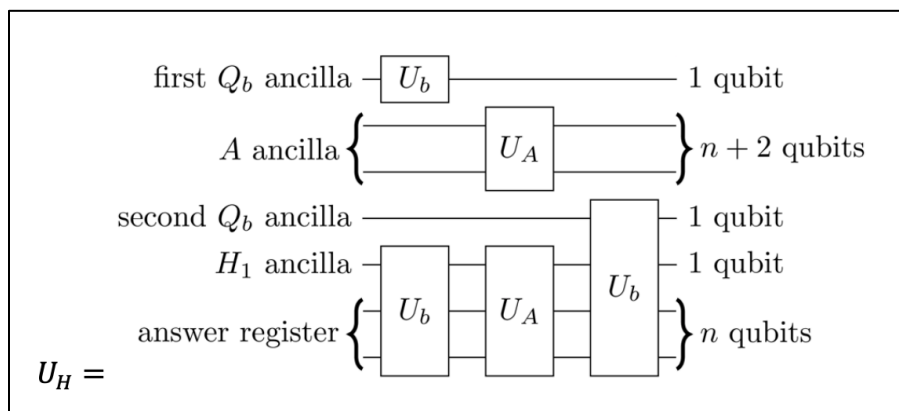 first $Q_b$ ancilla $U_b$ 1 qubit
$A$ ancilla $U_A$ $n + 2$ qubits
second $Q_b$ ancilla 1 qubit
$H_1$ ancilla 1 qubit
$U_b$ $U_A$ $U_b$
answer register $n$ qubits
$U_H =$